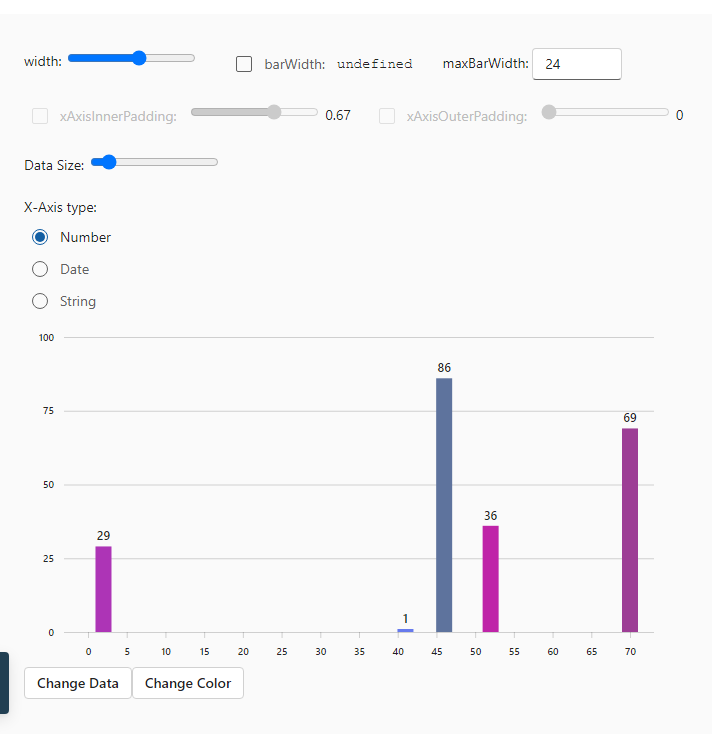 width: barWidth: undefined maxBarWidth: 24
xAxisInnerPadding: 0.67 xAxisOuterPadding: 0
Data Size:
X-Axis type:
Number
Date
String
100
86
75
69
50
36
29
25
1
0
0 5 10 15 20 25 30 35 40 45 50 55 60 65 70
Change Data Change Color